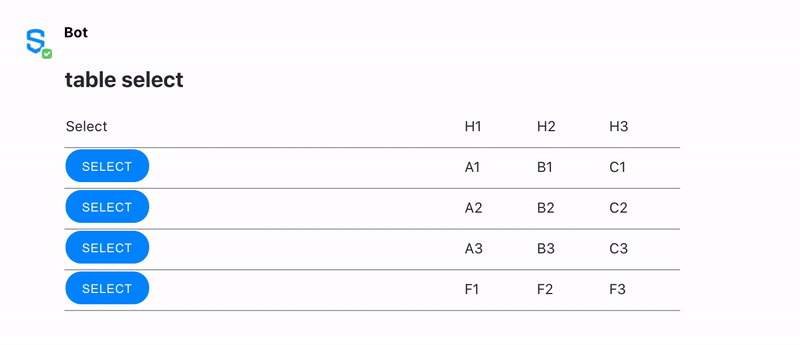 Bot
table select
Select H1 H2 H3
SELECT A1 B1 C1
SELECT A2 B2 C2
SELECT A3 B3 C3
SELECT F1 F2 F3